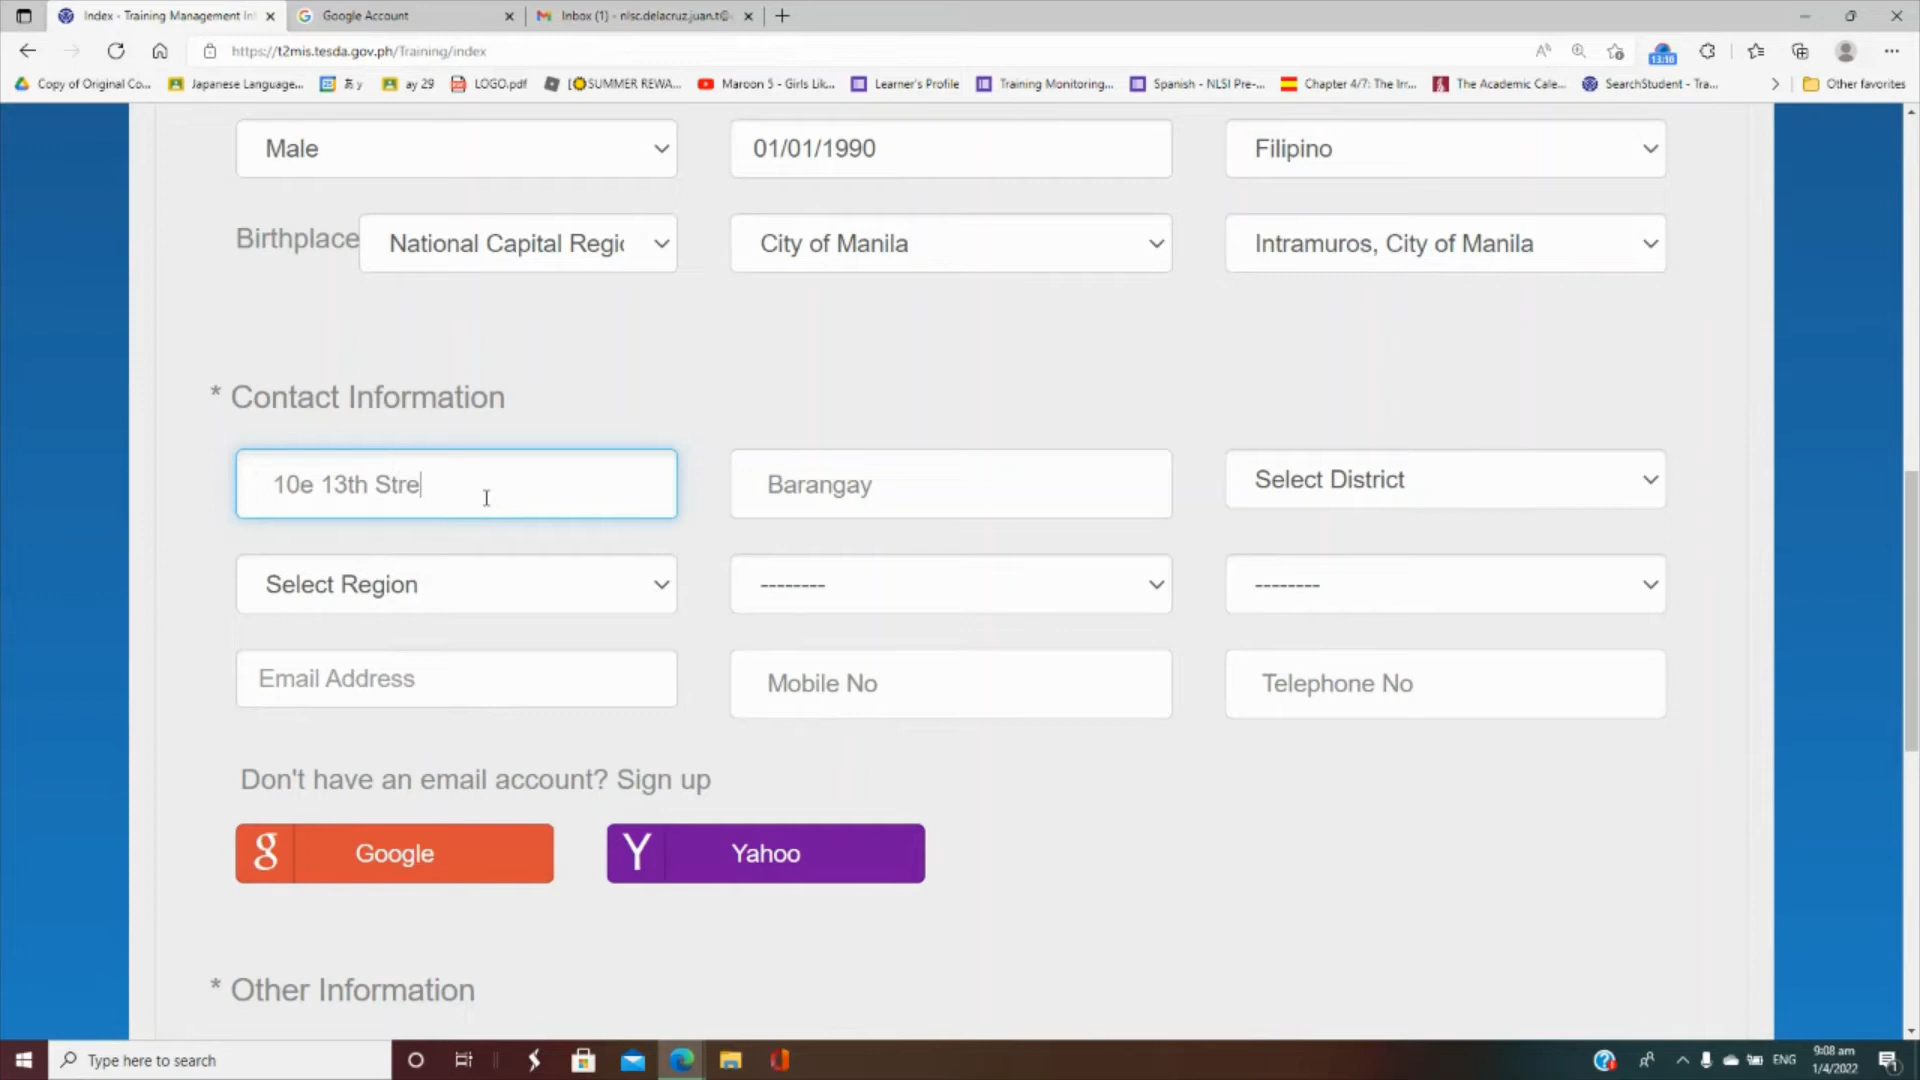 Index - Training Management In
Google Account
Inbox (1) - nlsc.delacruz.juan.t@
https://t2mis.tesda.gov.ph/Training/index
13:10
Copy of Original Co...
Japanese Language...
あ y
ay 29
LOGO.pdf
[🌞SUMMER REWA...
Maroon 5 - Girls Lik...
Learner's Profile
Training Monitoring...
Spanish - NLSI Pre-...
Chapter 4/7: The Irr...
The Academic Cale...
SearchStudent - Tra...
Other favorites
Male
01/01/1990
Filipino
Birthplace
National Capital Regic
City of Manila
Intramuros, City of Manila
* Contact Information
10e 13th Stre
Barangay
Select District
Select Region
--------
--------
Email Address
Mobile No
Telephone No
Don't have an email account? Sign up
g Google
Y Yahoo
* Other Information
Type here to search
ENG
9:08 am
1/4/2022
1